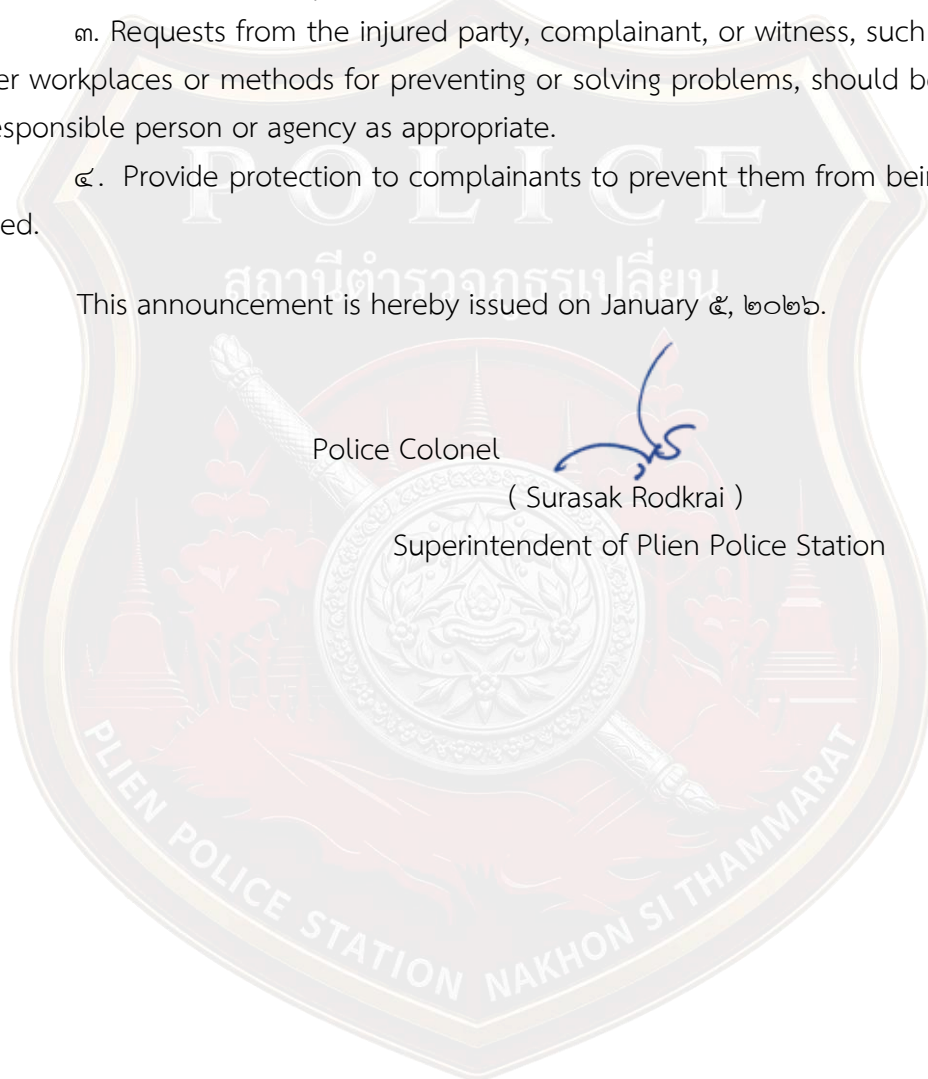 ๓. Requests from the injured party, complainant, or witness, such
er workplaces or methods for preventing or solving problems, should be
esponsible person or agency as appropriate.
๔. Provide protection to complainants to prevent them from bein
ed.
POLICE
สถานีตำรวจภูธรเปลี่ยน
This announcement is hereby issued on January ๕, ๒๐๒๖.
Police Colonel
( Surasak Rodkrai )
Superintendent of Plien Police Station
PLIEN POLICE STATION NAKHON SI THAMMARAT